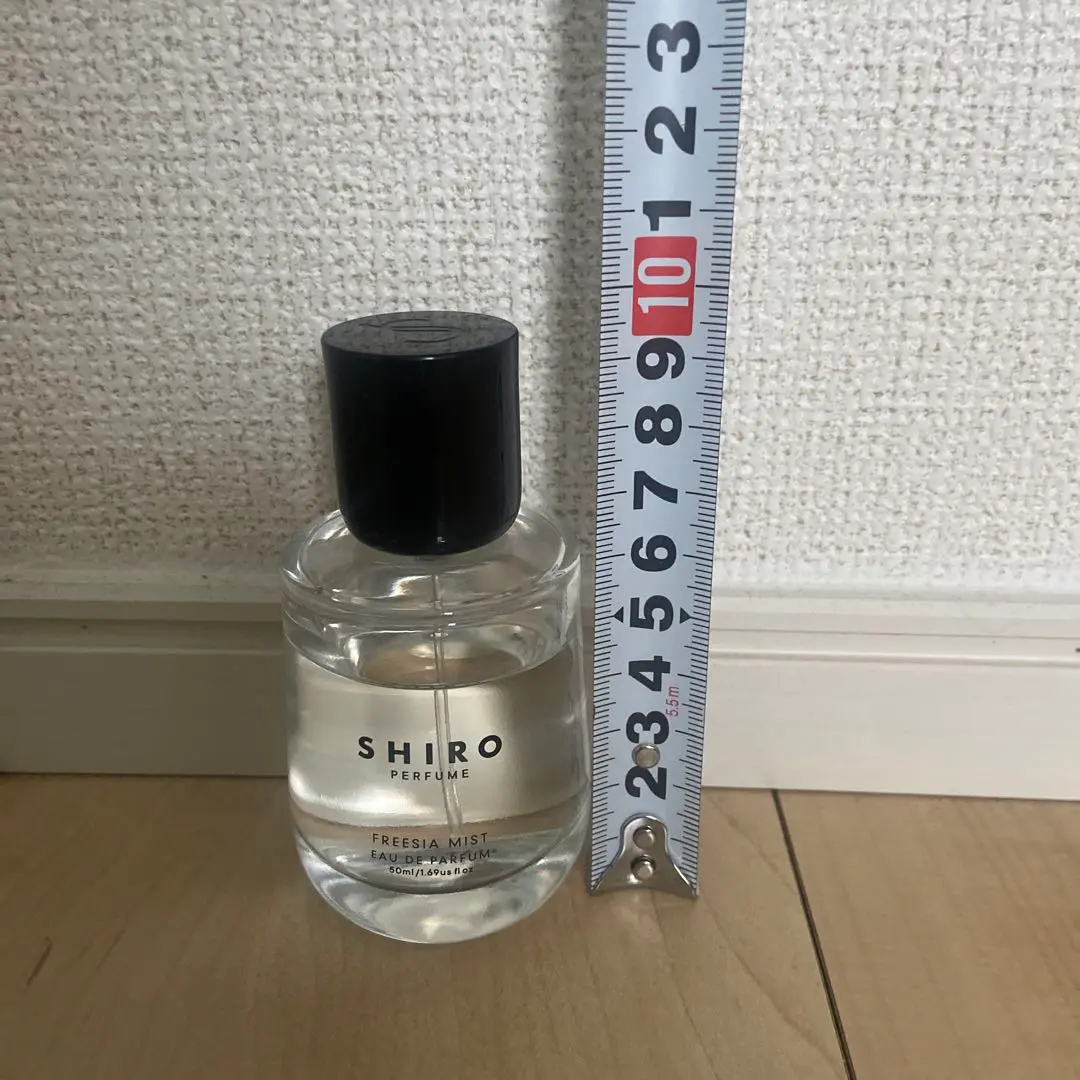 SHIRO
PERFUME
FREESIA MIST
EAU DE PARFUM
50ml/1.69us fl oz
3
2
1
10
9
8
7
6
5
4
5.5m
3
2